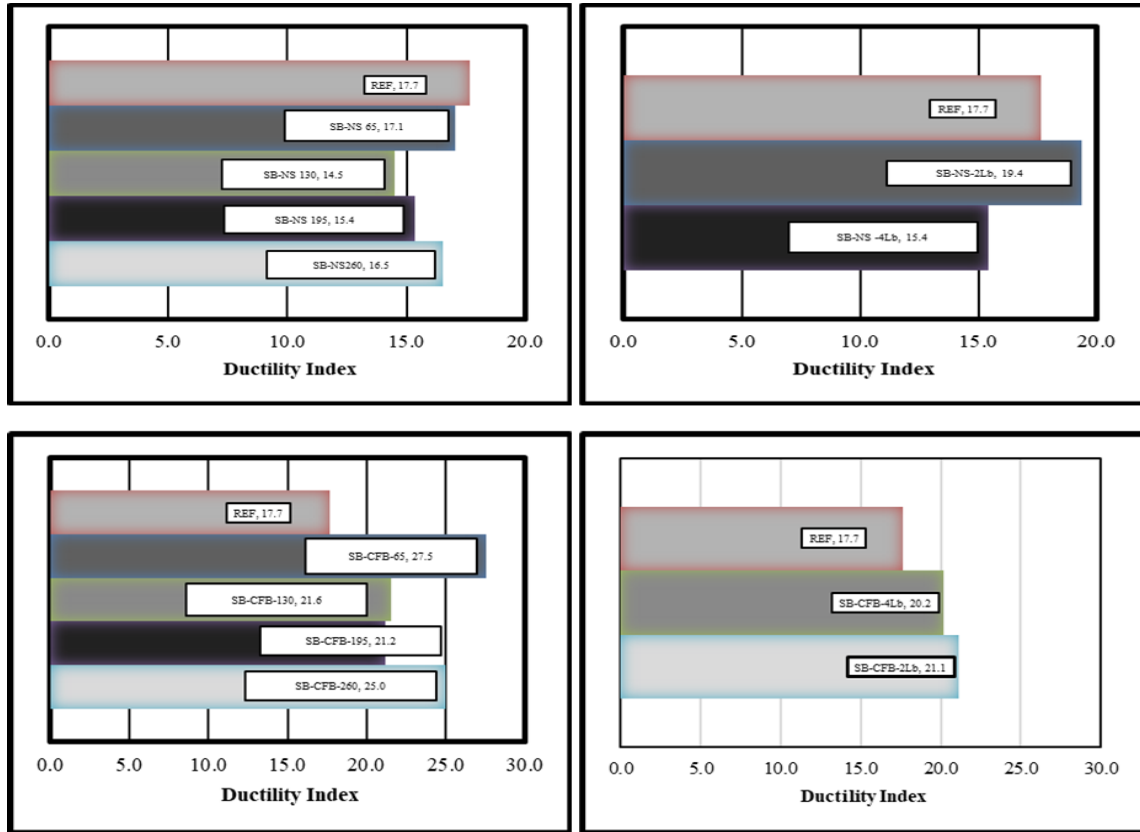 REF, 17.7
SB-NS 65, 17.1
SB-NS 130, 14.5
SB-NS 195, 15.4
SB-NS260, 16.5
0.0 5.0 10.0 15.0 20.0
Ductility Index
REF, 17.7
SB-NS-2Lb, 19.4
SB-NS -4Lb, 15.4
0.0 5.0 10.0 15.0 20.0
Ductility Index
REF, 17.7
SB-CFB-65, 27.5
SB-CFB-130, 21.6
SB-CFB-195, 21.2
SB-CFB-260, 25.0
0.0 5.0 10.0 15.0 20.0 25.0 30.0
Ductility Index
REF, 17.7
SB-CFB-4Lb, 20.2
SB-CFB-2Lb, 21.1
0.0 5.0 10.0 15.0 20.0 25.0 30.0
Ductility Index